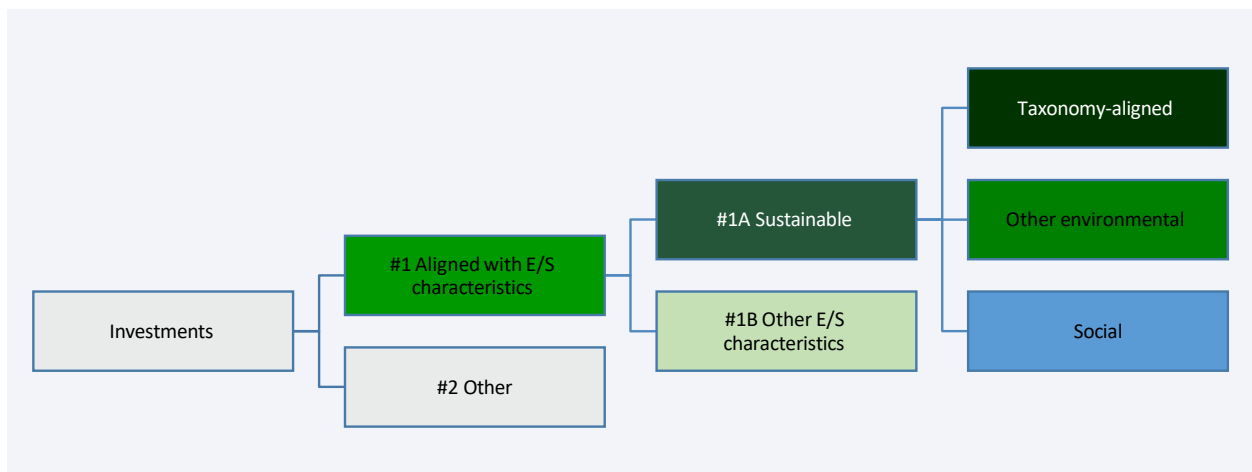 Investments
#1 Aligned with E/S
characteristics
#2 Other
#1A Sustainable
#1B Other E/S
characteristics
Taxonomy-aligned
Other environmental
Social